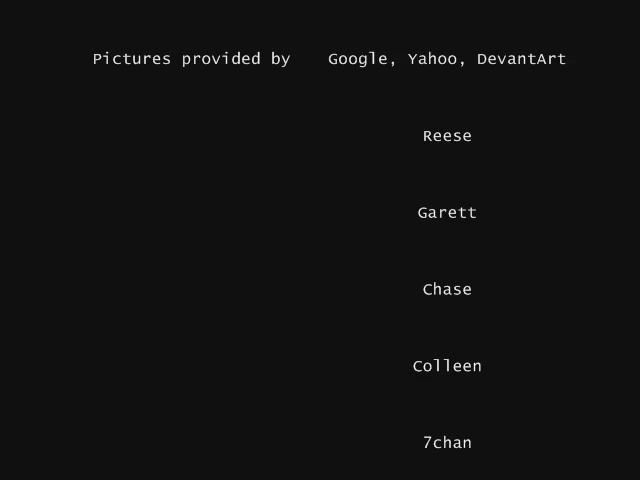 Pictures provided by Google, Yahoo, DevantArt
Reese
Garett
Chase
Colleen
7chan